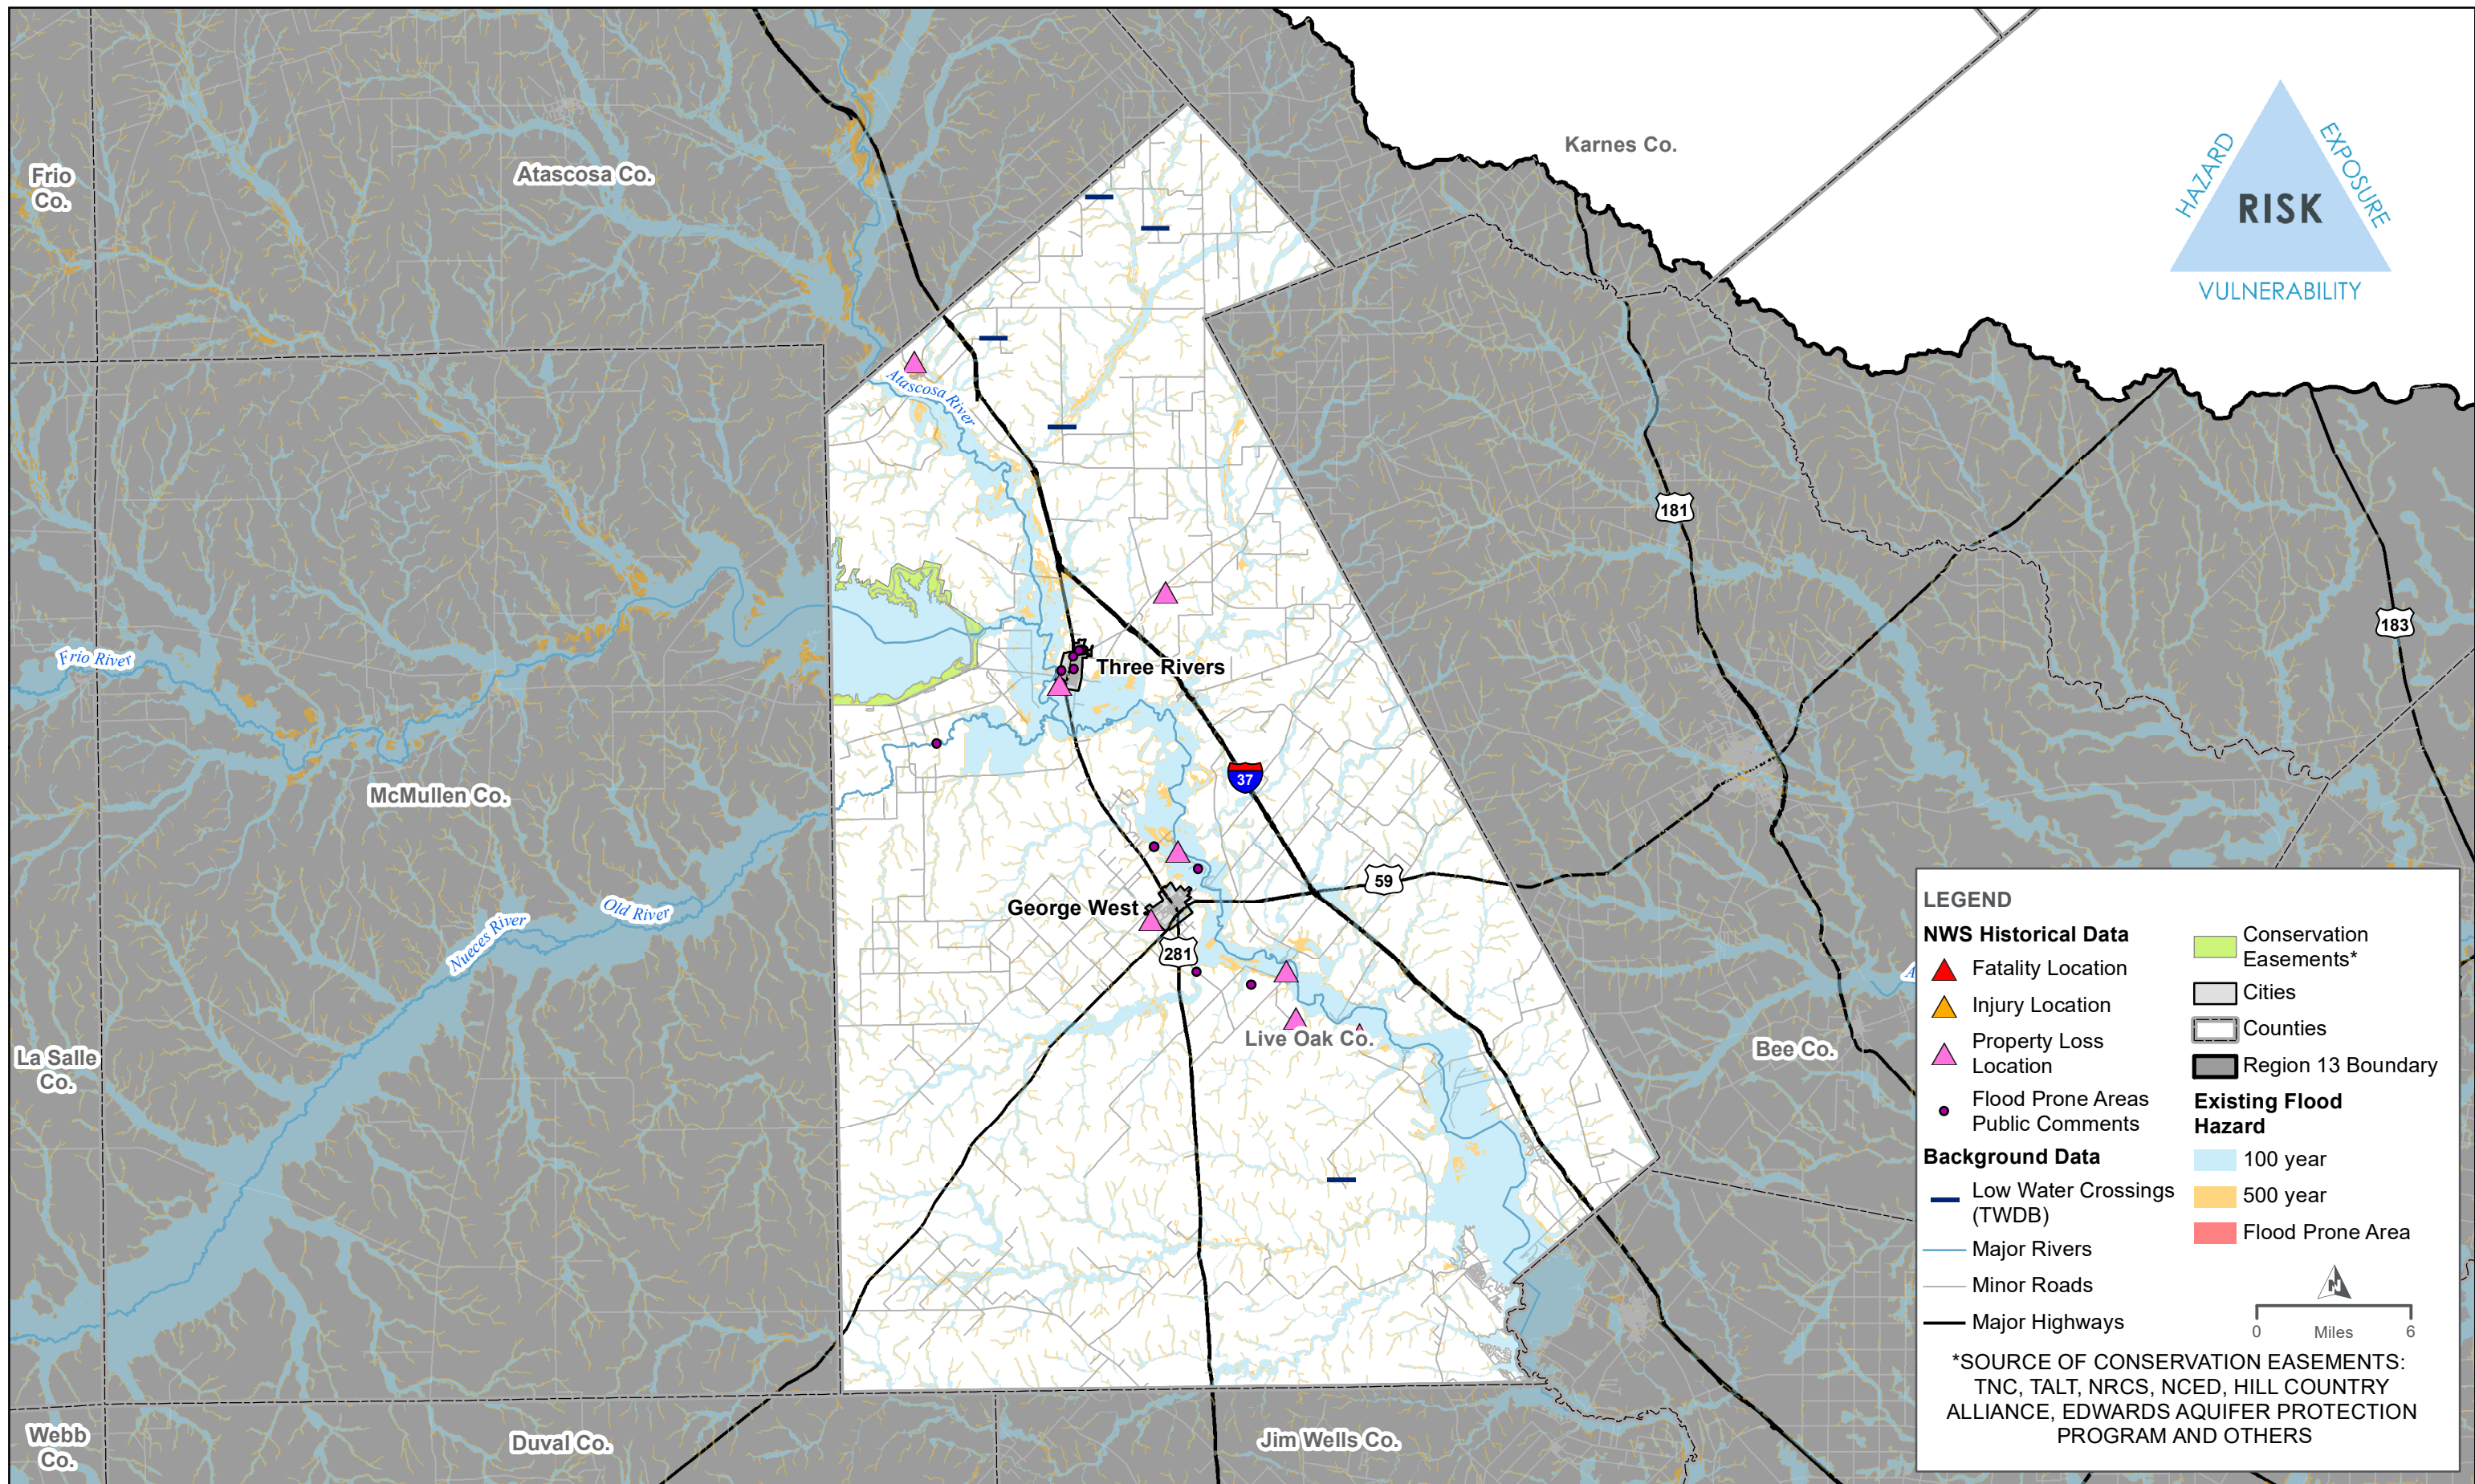 Karnes Co.
HAZARD
EXPOSURE
RISK
VULNERABILITY
Frio
Co.
Atascosa Co.
Atascosa River
181
183
Frio River
Three Rivers
37
McMullen Co.
59
George West
Old River
Nueces River
281
Live Oak Co.
Bee Co.
La Salle
Co.
Webb
Co.
Duval Co.
Jim Wells Co.
A
LEGEND
NWS Historical Data
Fatality Location
Injury Location
Property Loss
Location
Flood Prone Areas
Public Comments
Background Data
Low Water Crossings
(TWDB)
Major Rivers
Minor Roads
Major Highways
Conservation
Easements*
Cities
Counties
Region 13 Boundary
Existing Flood
Hazard
100 year
500 year
Flood Prone Area
N
0 Miles 6
*SOURCE OF CONSERVATION EASEMENTS:
TNC, TALT, NRCS, NCED, HILL COUNTRY
ALLIANCE, EDWARDS AQUIFER PROTECTION
PROGRAM AND OTHERS